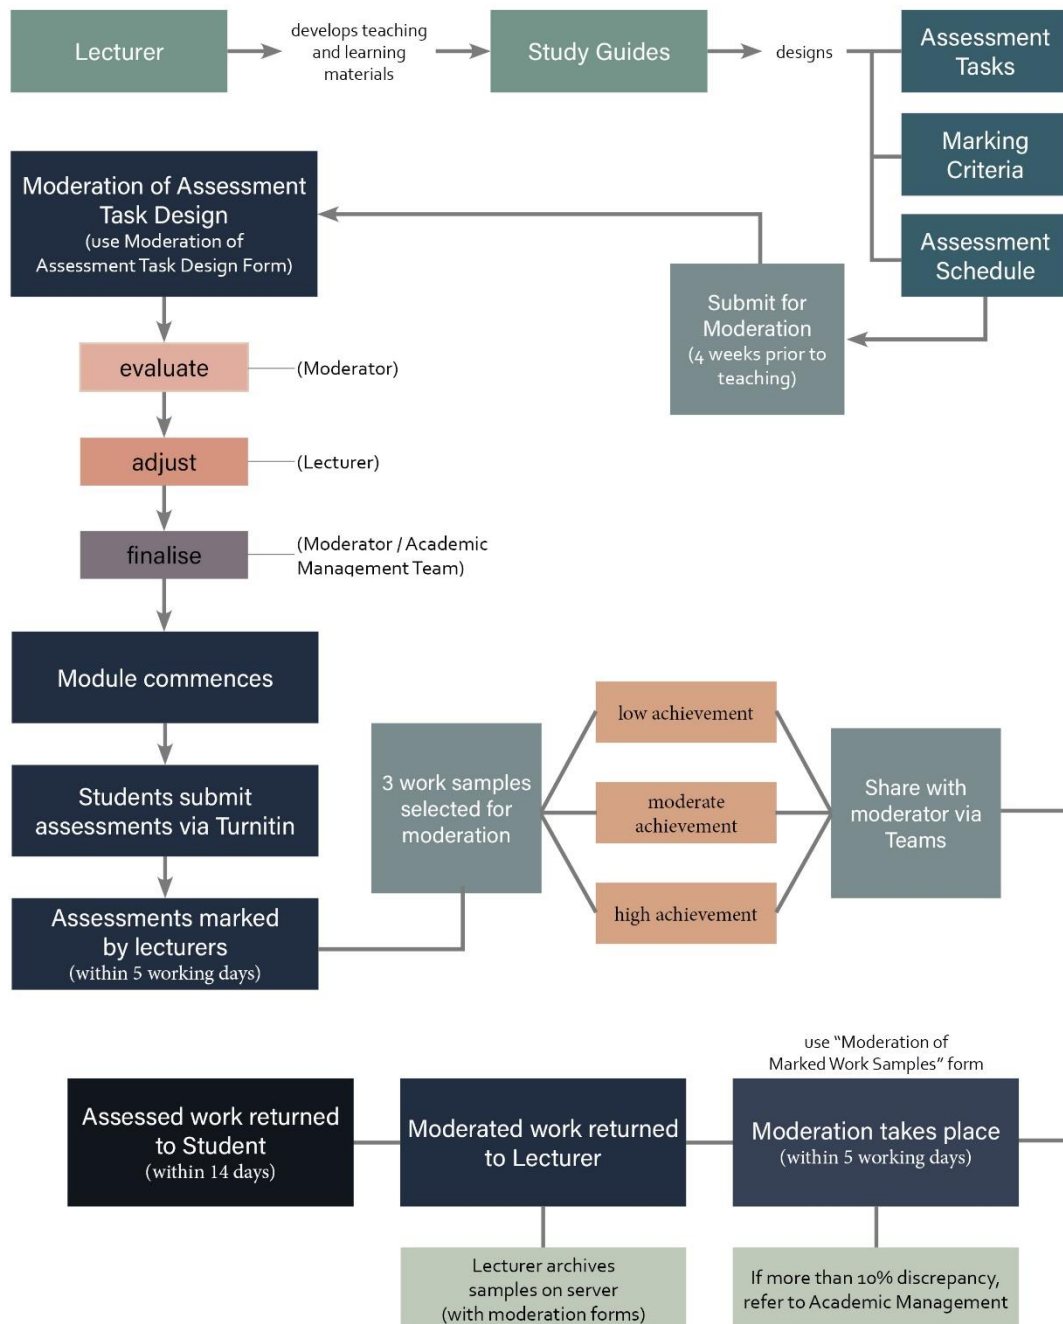 Lecturer
develops teaching
and learning
materials
Study Guides
designs
Assessment
Tasks
Marking
Criteria
Assessment
Schedule
Submit for
Moderation
(4 weeks prior to
teaching)
Moderation of Assessment
Task Design
(use Moderation of
Assessment Task Design Form)
evaluate
(Moderator)
adjust
(Lecturer)
finalise
(Moderator / Academic
Management Team)
Module commences
Students submit
assessments via Turnitin
Assessments marked
by lecturers
(within 5 working days)
3 work samples
selected for
moderation
low achievement
moderate
achievement
high achievement
Share with
moderator via
Teams
use “Moderation of
Marked Work Samples” form
Moderation takes place
(within 5 working days)
If more than 10% discrepancy,
refer to Academic Management
Moderated work returned
to Lecturer
Lecturer archives
samples on server
(with moderation forms)
Assessed work returned
to Student
(within 14 days)